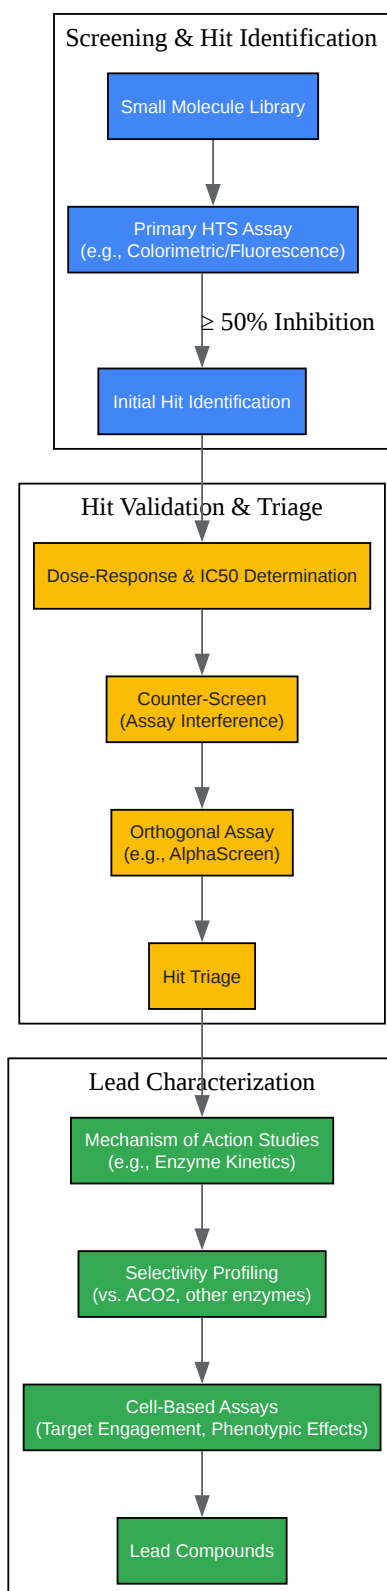 Screening & Hit Identification
Small Molecule Library
Primary HTS Assay
(e.g., Colorimetric/Fluorescence)
≥ 50% Inhibition
Initial Hit Identification
Hit Validation & Triage
Dose-Response & IC50 Determination
Counter-Screen
(Assay Interference)
Orthogonal Assay
(e.g., AlphaScreen)
Hit Triage
Lead Characterization
Mechanism of Action Studies
(e.g., Enzyme Kinetics)
Selectivity Profiling
(vs. ACO2, other enzymes)
Cell-Based Assays
(Target Engagement, Phenotypic Effects)
Lead Compounds